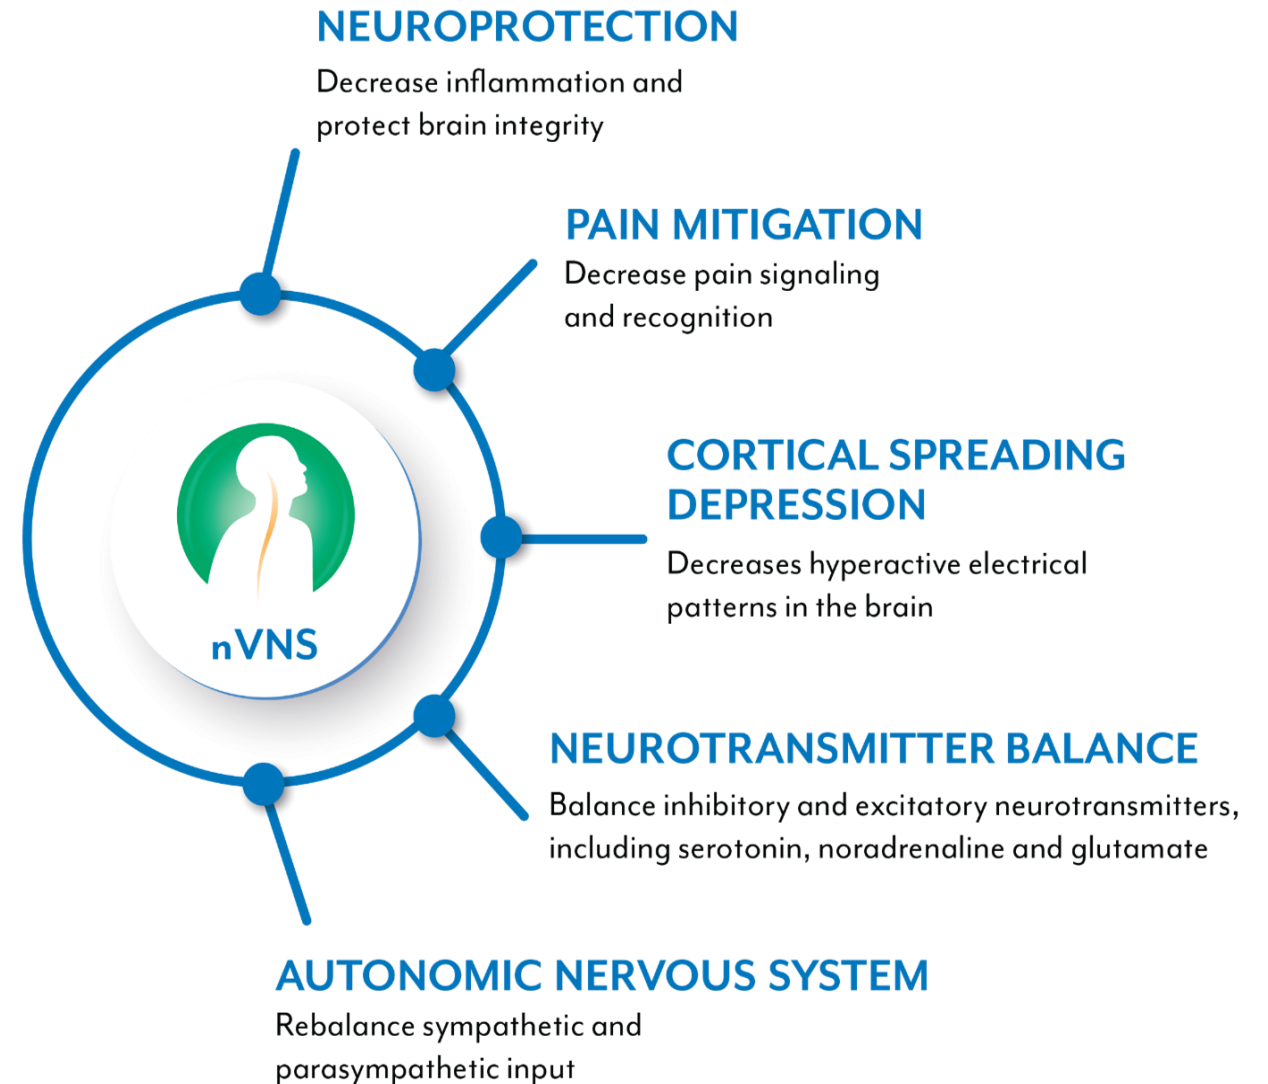 NEUROPROTECTION
Decrease inflammation and
protect brain integrity
PAIN MITIGATION
Decrease pain signaling
and recognition
CORTICAL SPREADING
DEPRESSION
Decreases hyperactive electrical
patterns in the brain
nVNS
NEUROTRANSMITTER BALANCE
Balance inhibitory and excitatory neurotransmitters,
including serotonin, noradrenaline and glutamate
AUTONOMIC NERVOUS SYSTEM
Rebalance sympathetic and
parasympathetic input